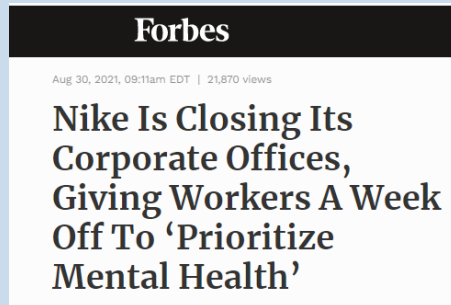 Forbes
Aug 30, 2021, 09:11am EDT | 21,870 views
Nike Is Closing Its
Corporate Offices,
Giving Workers A Week
Off To ‘Prioritize
Mental Health’